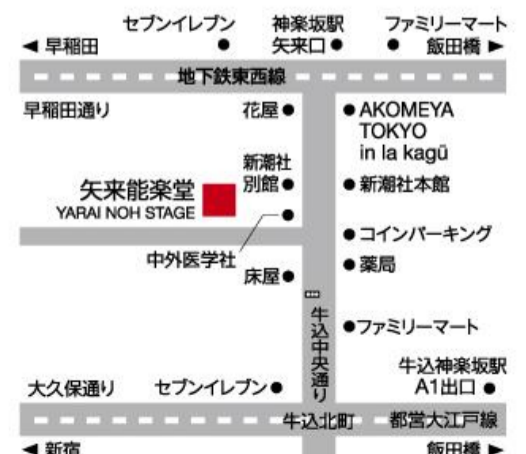 セブンイレブン
神楽坂駅
矢来口
ファミリーマート
◀ 早稲田
飯田橋 ▶
地下鉄東西線
早稲田通り
花屋
AKOMEYA
TOKYO
in la kagū
新潮社
別館
新潮社本館
矢来能楽堂
YARAI NOH STAGE
コインパーキング
中外医学社
薬局
床屋
牛込中央通り
ファミリーマート
牛込神楽坂駅
A1出口
大久保通り
セブンイレブン
牛込北町
都営大江戸線
◀ 新宿
飯田橋 ▶